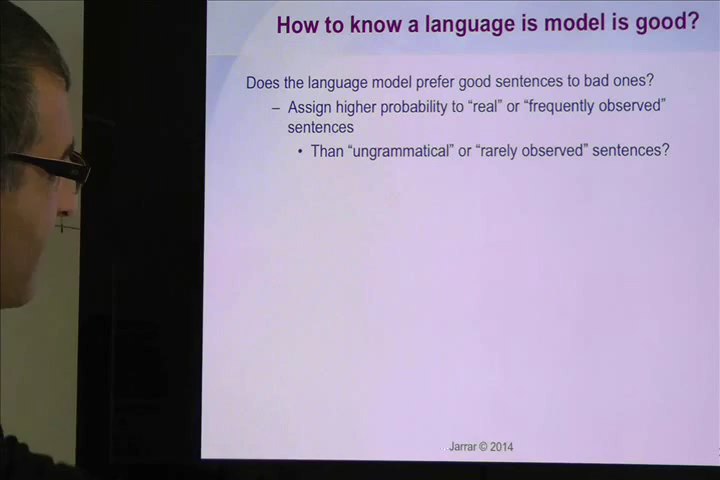 How to know a language is model is good?
Does the language model prefer good sentences to bad ones?
– Assign higher probability to “real” or “frequently observed”
sentences
• Than “ungrammatical” or “rarely observed” sentences?
Jarrar © 2014